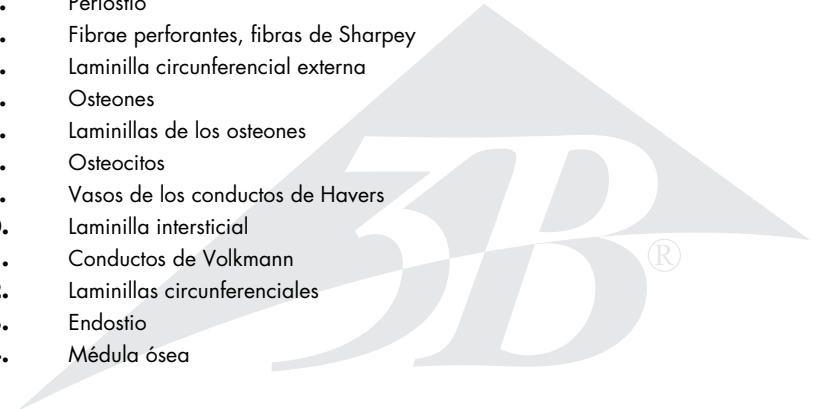 . Periostio
. Fibrae perforantes, fibras de Sharpey
. Laminilla circunferencial externa
. Osteones
. Laminillas de los osteones
. Osteocitos
. Vasos de los conductos de Havers
. Laminilla intersticial
. Conductos de Volkmann
. Laminillas circunferenciales
. Endostio
. Médula ósea
3B®